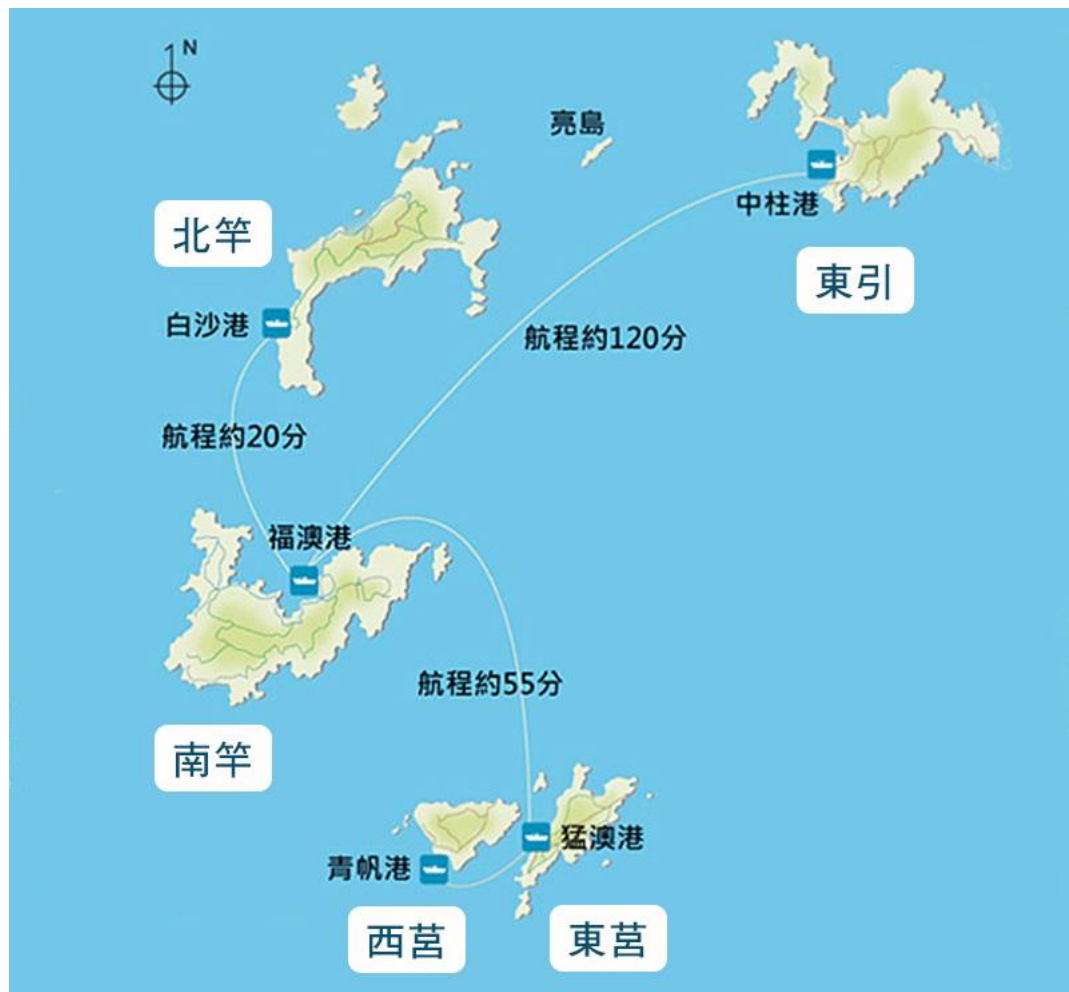 N
亮島
中柱港
北竿
東引
白沙港
航程約120分
航程約20分
福澳港
航程約55分
南竿
猛澳港
青帆港
西莒
東莒